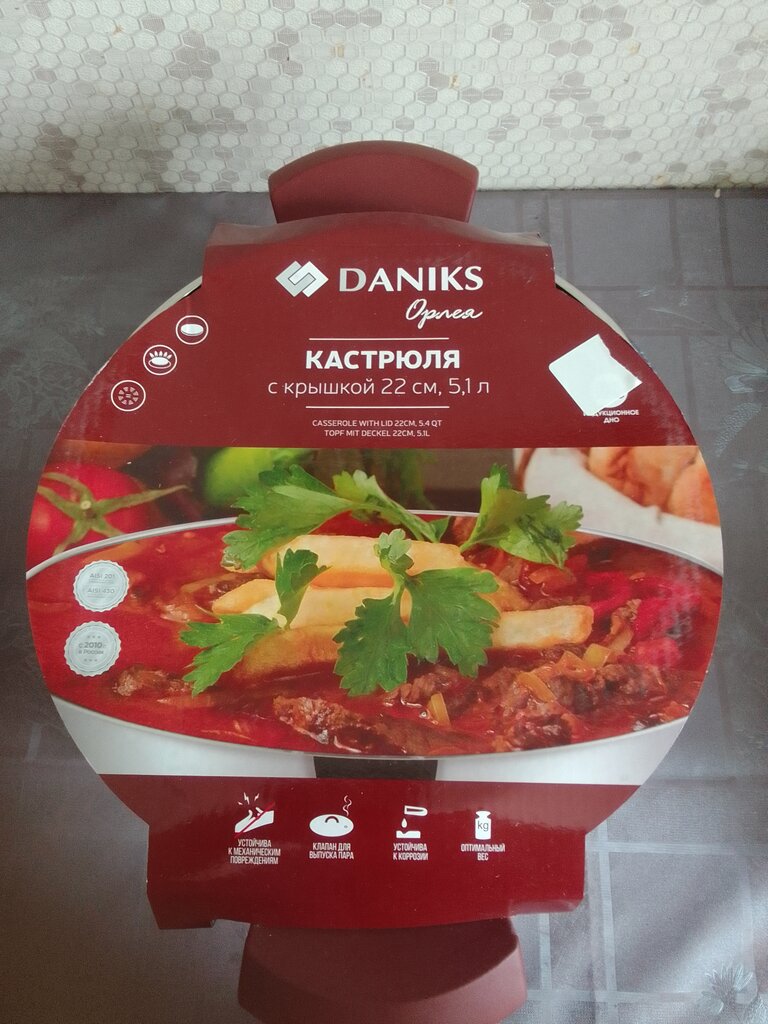 DANIKS
Орлея
КАСТРЮЛЯ
с крышкой 22 см, 5,1 л
CASSEROLE WITH LID 22CM, 5.4 QT
TOPF MIT DECKEL 22CM, 5.1L
ДНО
AISI 201
AISI 430
с 2010 г.
в России
УСТОЙЧИВА
К МЕХАНИЧЕСКИМ
ПОВРЕЖДЕНИЯМ
КЛАПАН ДЛЯ
ВЫПУСКА ПАРА
УСТОЙЧИВА
К КОРРОЗИИ
kg
ОПТИМАЛЬНЫЙ
ВЕС